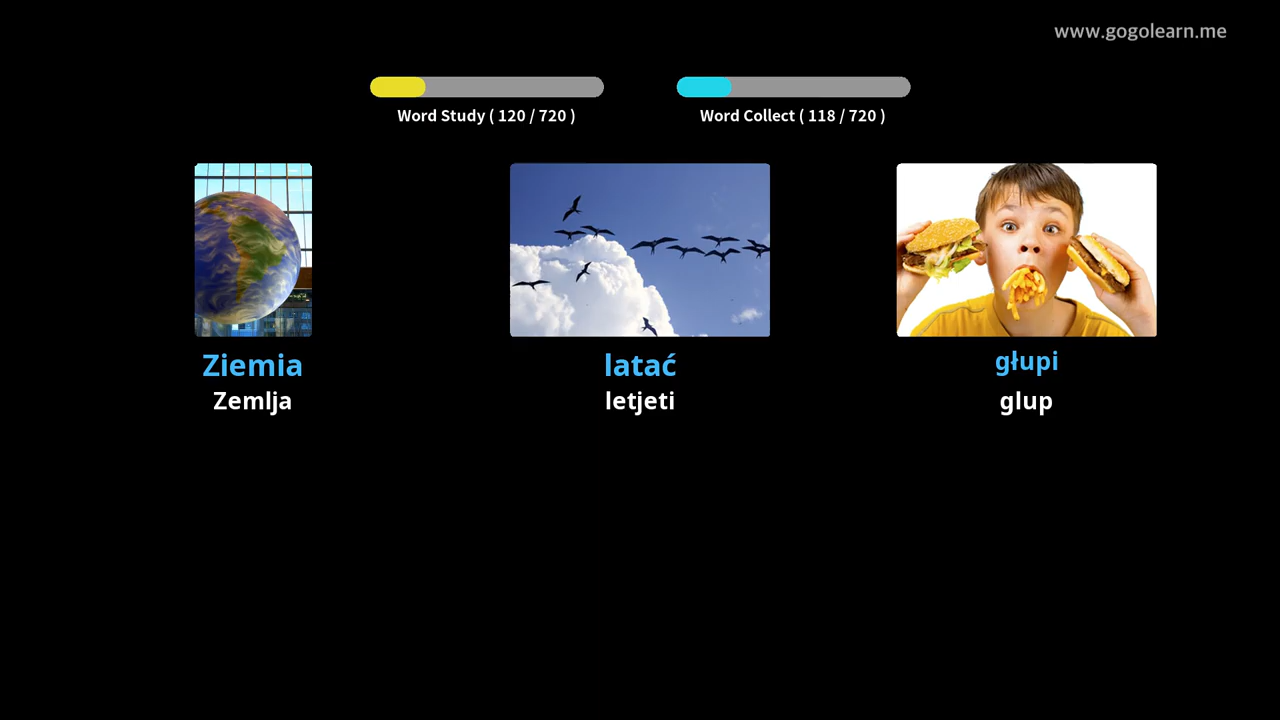 www.gogolearn.me
Word Study ( 120 / 720 )
Word Collect ( 118 / 720 )
Ziemia
Zemlja
latać
letjeti
głupi
glup